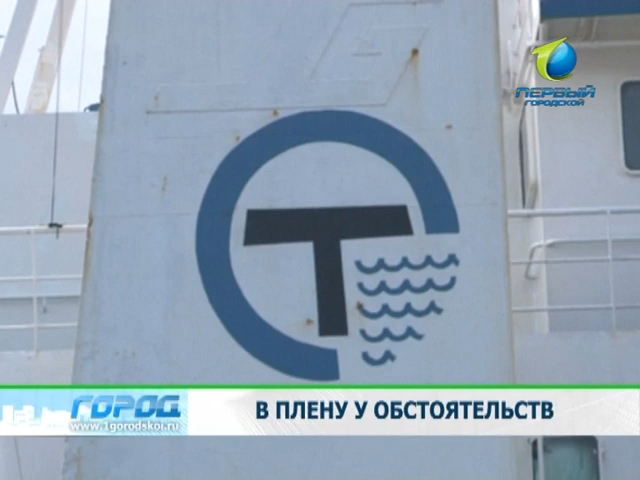 ПЕРВЫЙ
ГОРОДСКОЙ
Т
ГОРОД
www.1gorodskoi.ru
В ПЛЕНУ У ОБСТОЯТЕЛЬСТВ